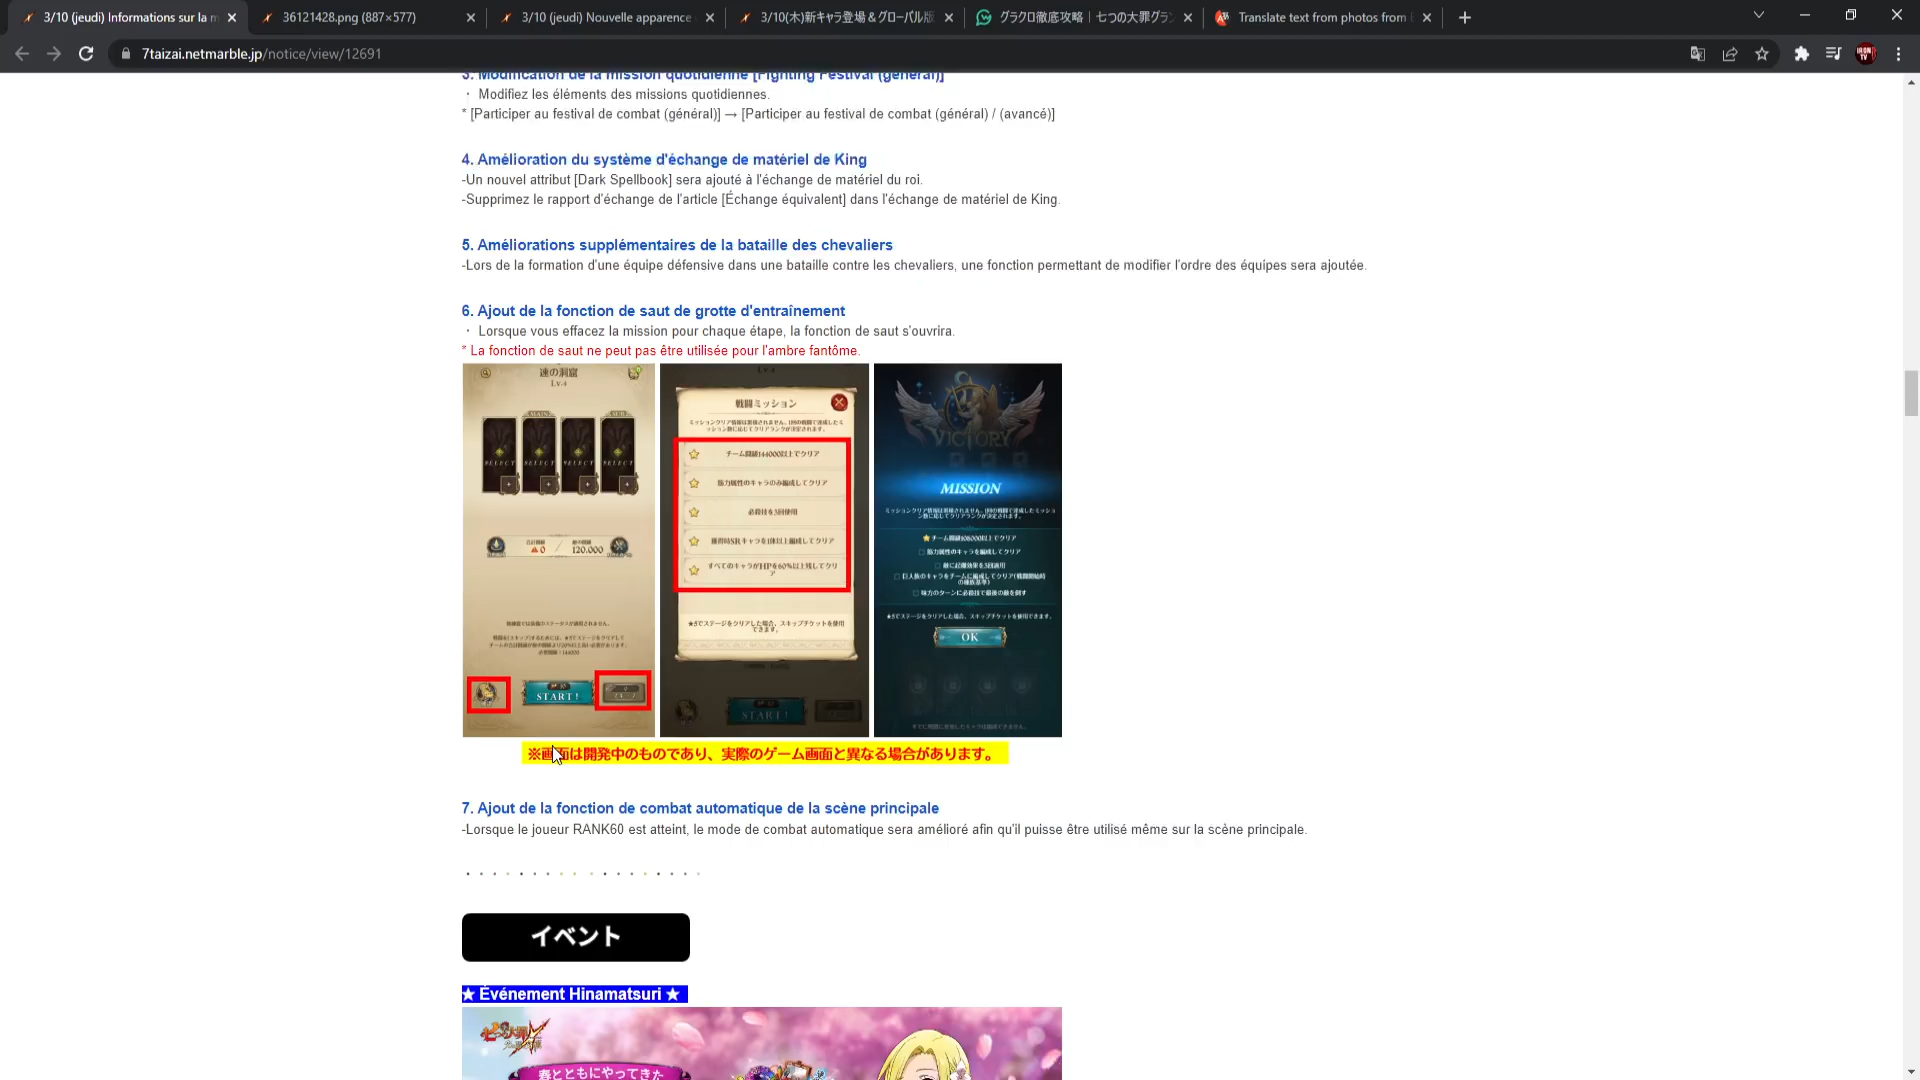 3/10 (jeudi) Informations sur la m
36121428.png (887×577)
3/10 (jeudi) Nouvelle apparence
3/10(木)新キャラ登場＆グローバル版
グラクロ徹底攻略｜七つの大罪グラン
Translate text from photos from
7taizai.netmarble.jp/notice/view/12691
3. Modification de la mission quotidienne [Fighting Festival (général)]
・ Modifiez les éléments des missions quotidiennes.
* [Participer au festival de combat (général)] → [Participer au festival de combat (général) / (avancé)]
4. Amélioration du système d'échange de matériel de King
-Un nouvel attribut [Dark Spellbook] sera ajouté à l'échange de matériel du roi.
-Supprimez le rapport d'échange de l'article [Échange équivalent] dans l'échange de matériel de King.
5. Améliorations supplémentaires de la bataille des chevaliers
-Lors de la formation d'une équipe défensive dans une bataille contre les chevaliers, une fonction permettant de modifier l'ordre des équipes sera ajoutée.
6. Ajout de la fonction de saut de grotte d'entraînement
・ Lorsque vous effacez la mission pour chaque étape, la fonction de saut s'ouvrira.
* La fonction de saut ne peut pas être utilisée pour l'ambre fantôme.
速の洞窟
Lv.4
MAIN
SUB
SELECT SELECT SELECT SELECT
0 / 120,000
START!
戦闘ミッション
チーム闘級144000以上でクリア
筋力属性のキャラのみ編成してクリア
必殺技を3回使用
獲得時SRキャラを1体以上編成してクリア
すべてのキャラがHPを60%以上残してクリア
★5でステージをクリアした場合、スキップチケットを使用できます。
START!
VICTORY
MISSION
チーム闘級108000以上でクリア
筋力属性のキャラを編成してクリア
巨人族のキャラをチームに編成してクリア(戦闘開始時の種族基準)
味方のターンに必殺技で最後の敵を倒す
★5でステージをクリアした場合、スキップチケットを使用できます。
OK
※画面は開発中のものであり、実際のゲーム画面と異なる場合があります。
7. Ajout de la fonction de combat automatique de la scène principale
-Lorsque le joueur RANK60 est atteint, le mode de combat automatique sera amélioré afin qu'il puisse être utilisé même sur la scène principale.
イベント
★ Événement Hinamatsuri ★
七つの大罪
春とともにやってきた